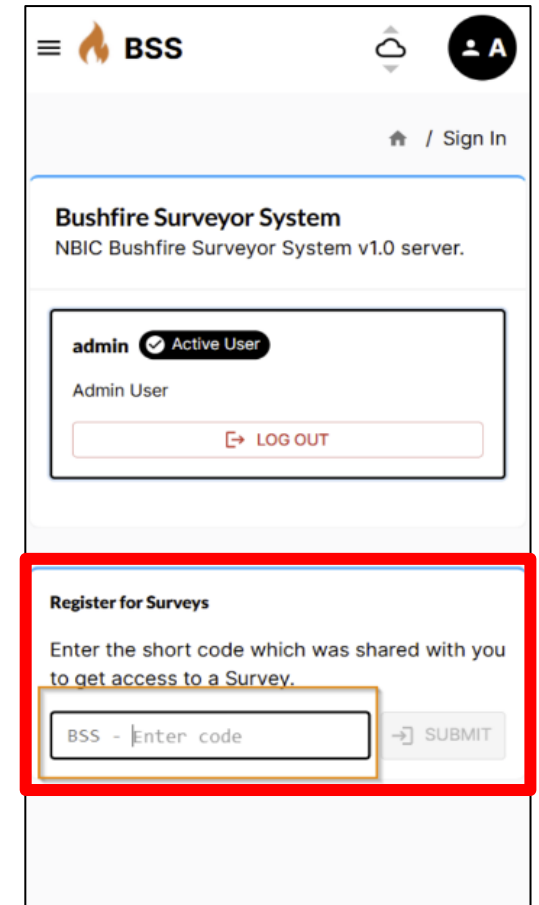 BSS
A
/ Sign In
Bushfire Surveyor System
NBIC Bushfire Surveyor System v1.0 server.
admin Active User
Admin User
LOG OUT
Register for Surveys
Enter the short code which was shared with you
to get access to a Survey.
BSS - Enter code
SUBMIT